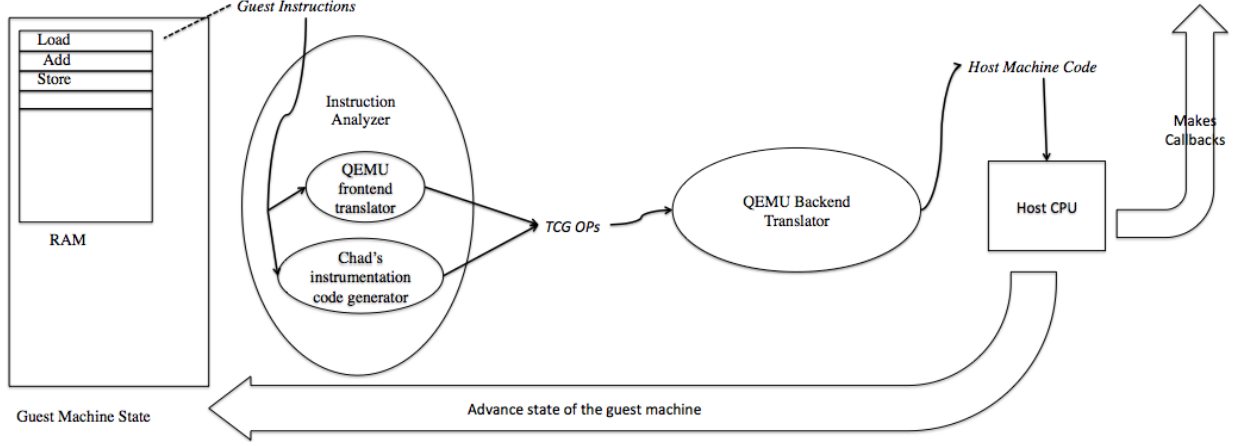 Guest Instructions
Load
Add
Store
RAM
Guest Machine State
Instruction
Analyzer
QEMU
frontend
translator
Chad's
instrumentation
code generator
TCG OPs
QEMU Backend
Translator
Host Machine Code
Host CPU
Makes
Callbacks
Advance state of the guest machine